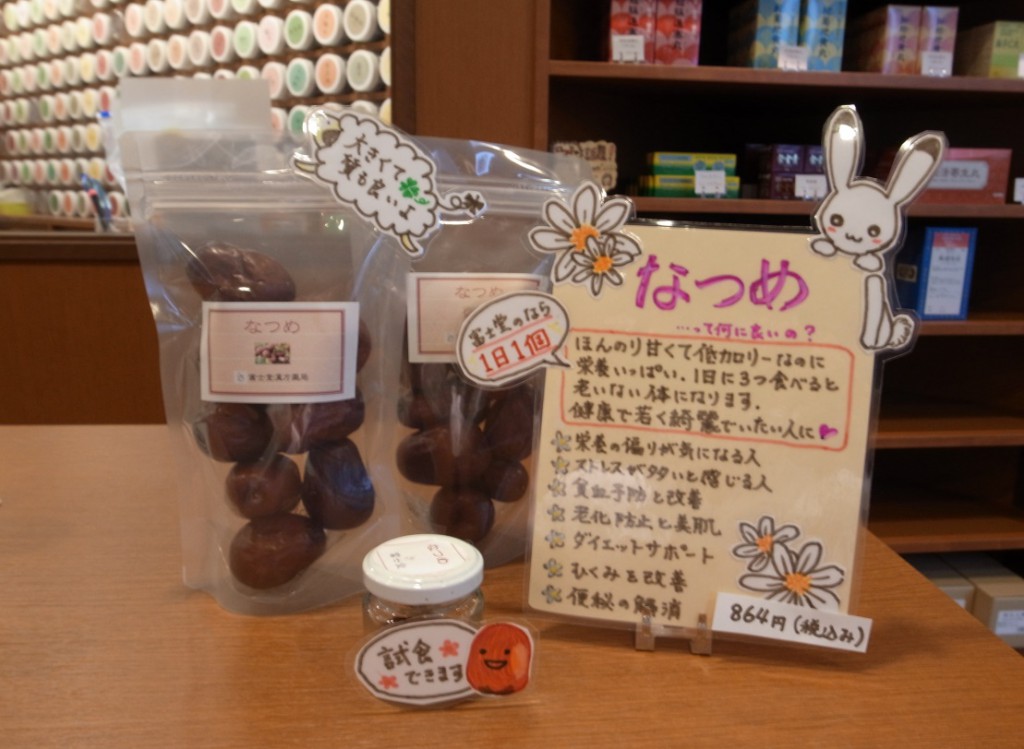 大きくて
質も良いよ
なつめ
富士堂漢方薬局
なつめ
富士堂のなら
1日1個
なつめ
…って何に良いの?
ほんのり甘くて低カロリーなのに
栄養いっぱい、1日に3つ食べると
老いない体になります.
健康で若く綺麗でいたい人に
栄養の偏りが気になる人
ストレスが多いと感じる人
貧血予防と改善
老化防止と美肌
ダイエットサポート
むくみを改善
便秘の解消
864円(税込み)
なつめ
試食
できます